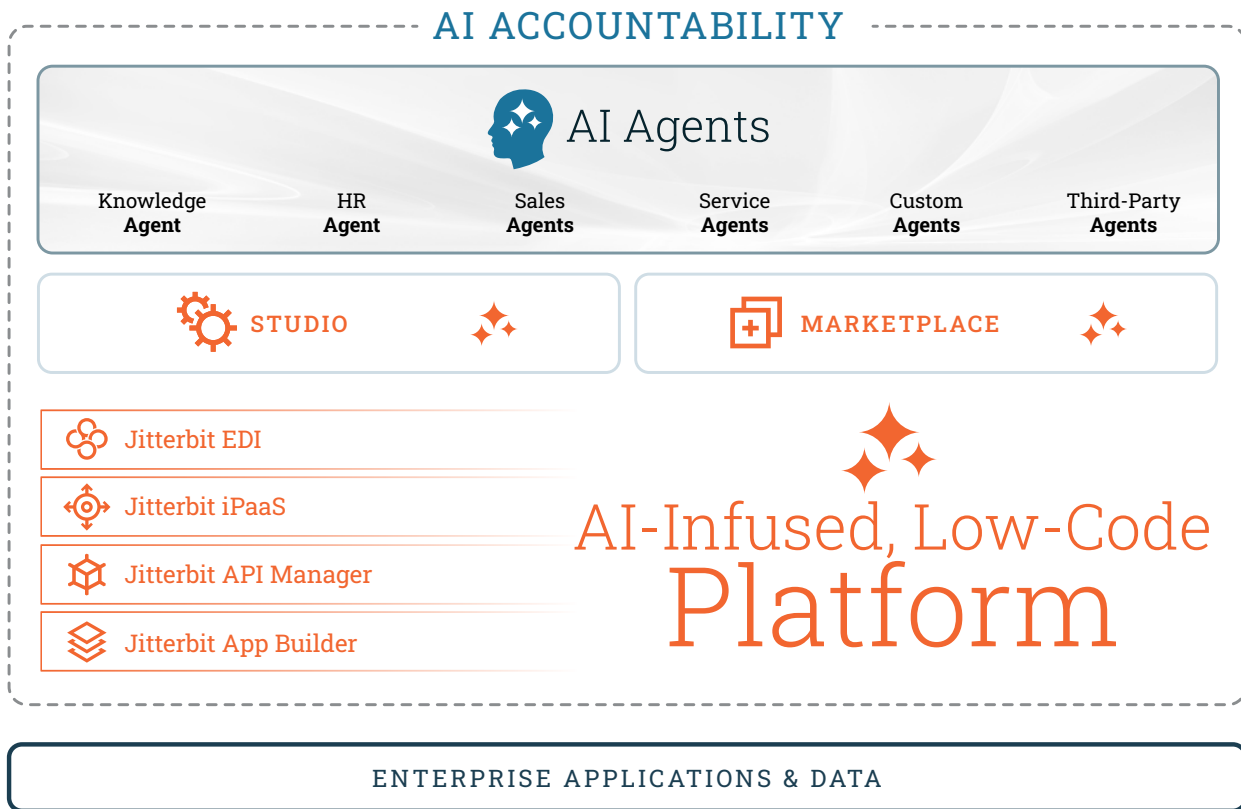 AI ACCOUNTABILITY
AI Agents
Knowledge Agent
HR Agent
Sales Agents
Service Agents
Custom Agents
Third-Party Agents
STUDIO
MARKETPLACE
Jitterbit EDI
Jitterbit iPaaS
Jitterbit API Manager
Jitterbit App Builder
AI-Infused, Low-Code
Platform
ENTERPRISE APPLICATIONS & DATA